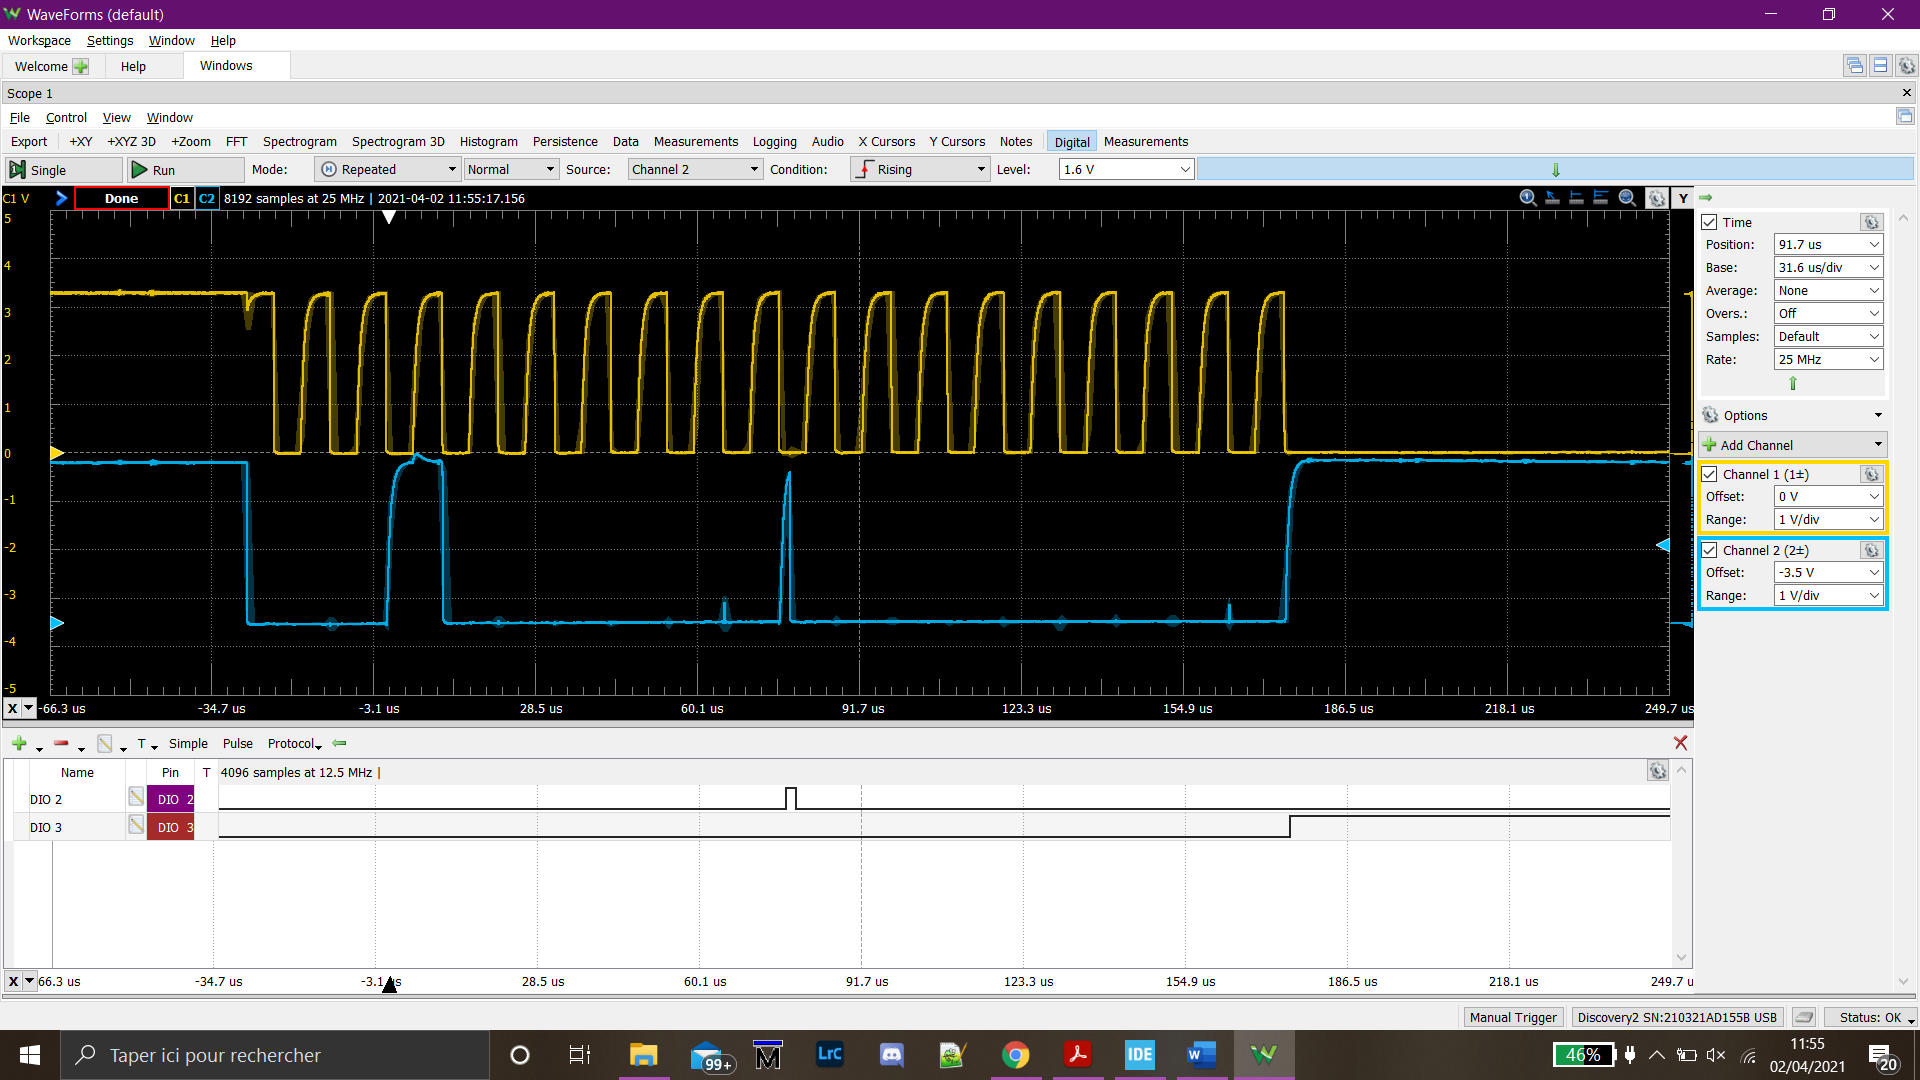 WaveForms (default)
Workspace Settings Window Help
Welcome Help Windows
Scope 1
File Control View Window
Export +XY +XYZ 3D +Zoom FFT Spectrogram Spectrogram 3D Histogram Persistence Data Measurements Logging Audio X Cursors Y Cursors Notes Digital Measurements
Single Run Mode: Repeated Normal Source: Channel 2 Condition: Rising Level: 1.6 V
C1 V Done C1 C2 8192 samples at 25 MHz | 2021-04-02 11:55:17.156 Y
5
4
3
2
1
0
-1
-2
-3
-4
-5
X -66.3 us -34.7 us -3.1 us 28.5 us 60.1 us 91.7 us 123.3 us 154.9 us 186.5 us 218.1 us 249.7 us
Time
Position: 91.7 us
Base: 31.6 us/div
Average: None
Overs.: Off
Samples: Default
Rate: 25 MHz
Options
Add Channel
Channel 1 (1±)
Offset: 0 V
Range: 1 V/div
Channel 2 (2±)
Offset: -3.5 V
Range: 1 V/div
T Simple Pulse Protocol
Name Pin T 4096 samples at 12.5 MHz |
DIO 2 DIO 2
DIO 3 DIO 3
X 66.3 us -34.7 us -3.1 us 28.5 us 60.1 us 91.7 us 123.3 us 154.9 us 186.5 us 218.1 us 249.7 u
Manual Trigger Discovery2 SN:210321AD155B USB Status: OK
Taper ici pour rechercher 99+ LrC IDE 46% 11:55
02/04/2021 20